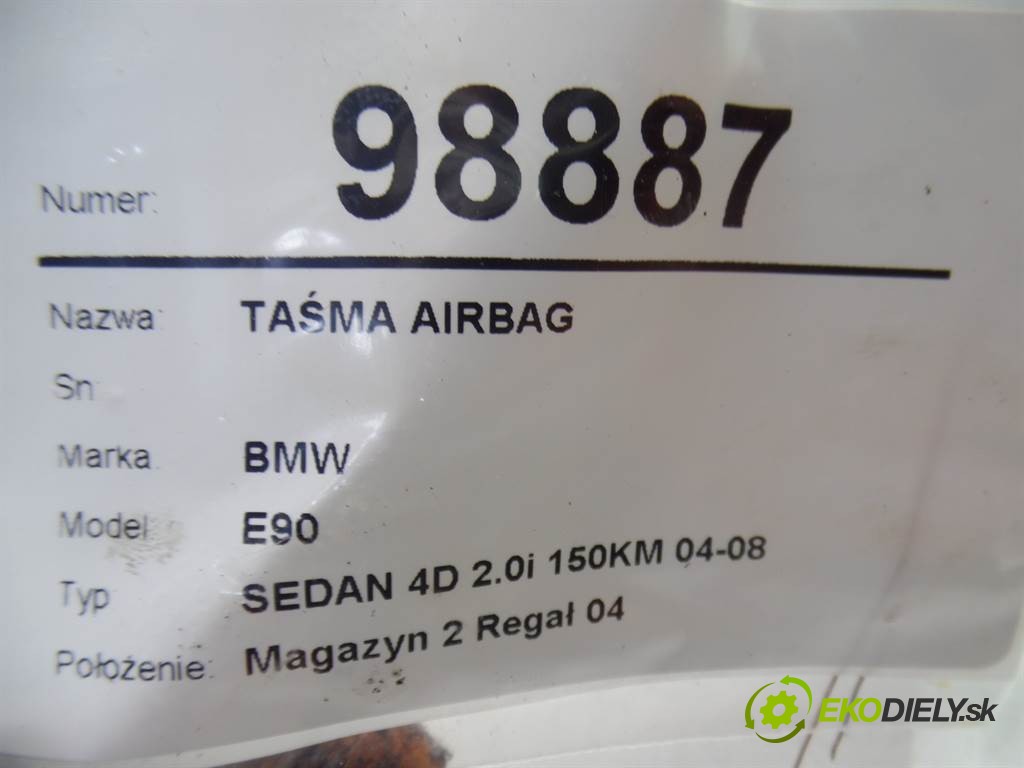 Numer: 98887
Nazwa: TAŚMA AIRBAG
Sn:
Marka: BMW
Model: E90
Typ: SEDAN 4D 2.0i 150KM 04-08
Położenie: Magazyn 2 Regał 04
EKODIELY.sk